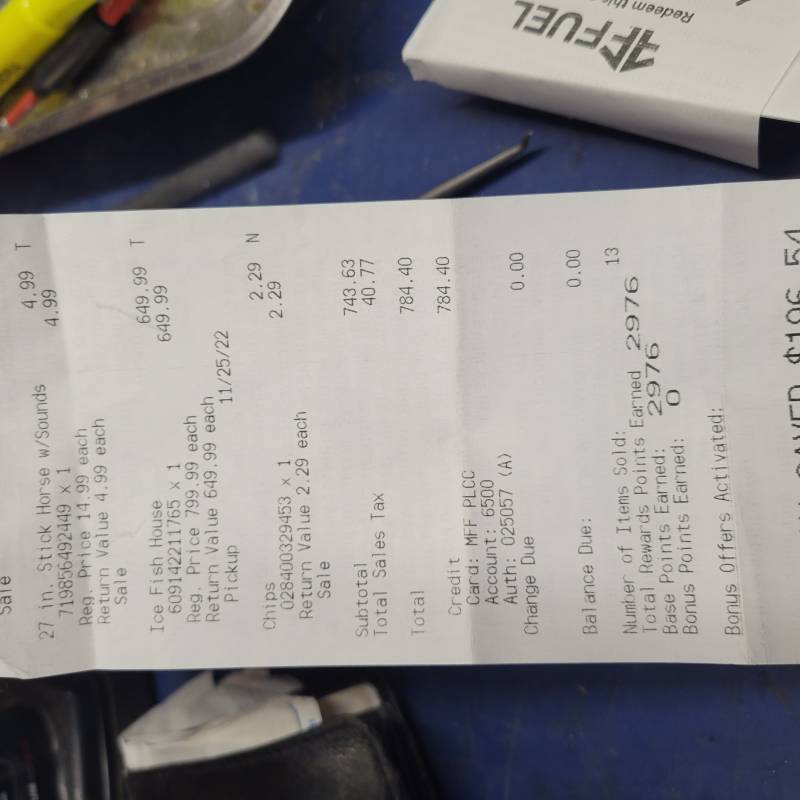 Sale
27 in. Stick Horse w/Sounds 4.99 T
719856492449 x 1 4.99
Reg. Price 14.99 each
Return Value 4.99 each
Sale
Ice Fish House 649.99 T
609142211765 x 1 649.99
Reg. Price 799.99 each
Return Value 649.99 each
Pickup 11/25/22
Chips 2.29 N
028400329453 x 1 2.29
Return Value 2.29 each
Sale
Subtotal 743.63
Total Sales Tax 40.77
Total 784.40
Credit 784.40
Card: MFF PLCC
Account: 6500
Auth: 025057 (A)
Change Due 0.00
Balance Due: 0.00
Number of Items Sold: 13
Total Rewards Points Earned 2976
Base Points Earned: 2976
Bonus Points Earned: 0
Bonus Offers Activated:
FUEL
Redeem this